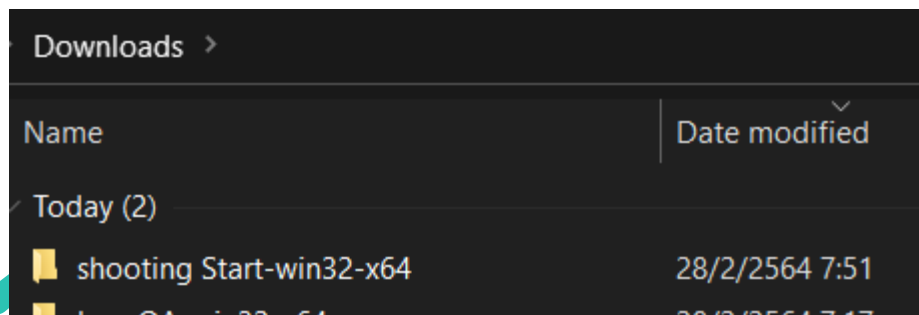 Downloads
Name
Date modified
Today (2)
shooting Start-win32-x64
28/2/2564 7:51